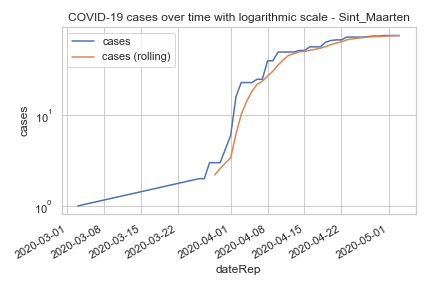 COVID-19 cases over time with logarithmic scale - Sint_Maarten
cases
cases (rolling)
cases
10¹
10⁰
2020-03-01
2020-03-08
2020-03-15
2020-03-22
2020-04-01
2020-04-08
2020-04-15
2020-04-22
2020-05-01
dateRep